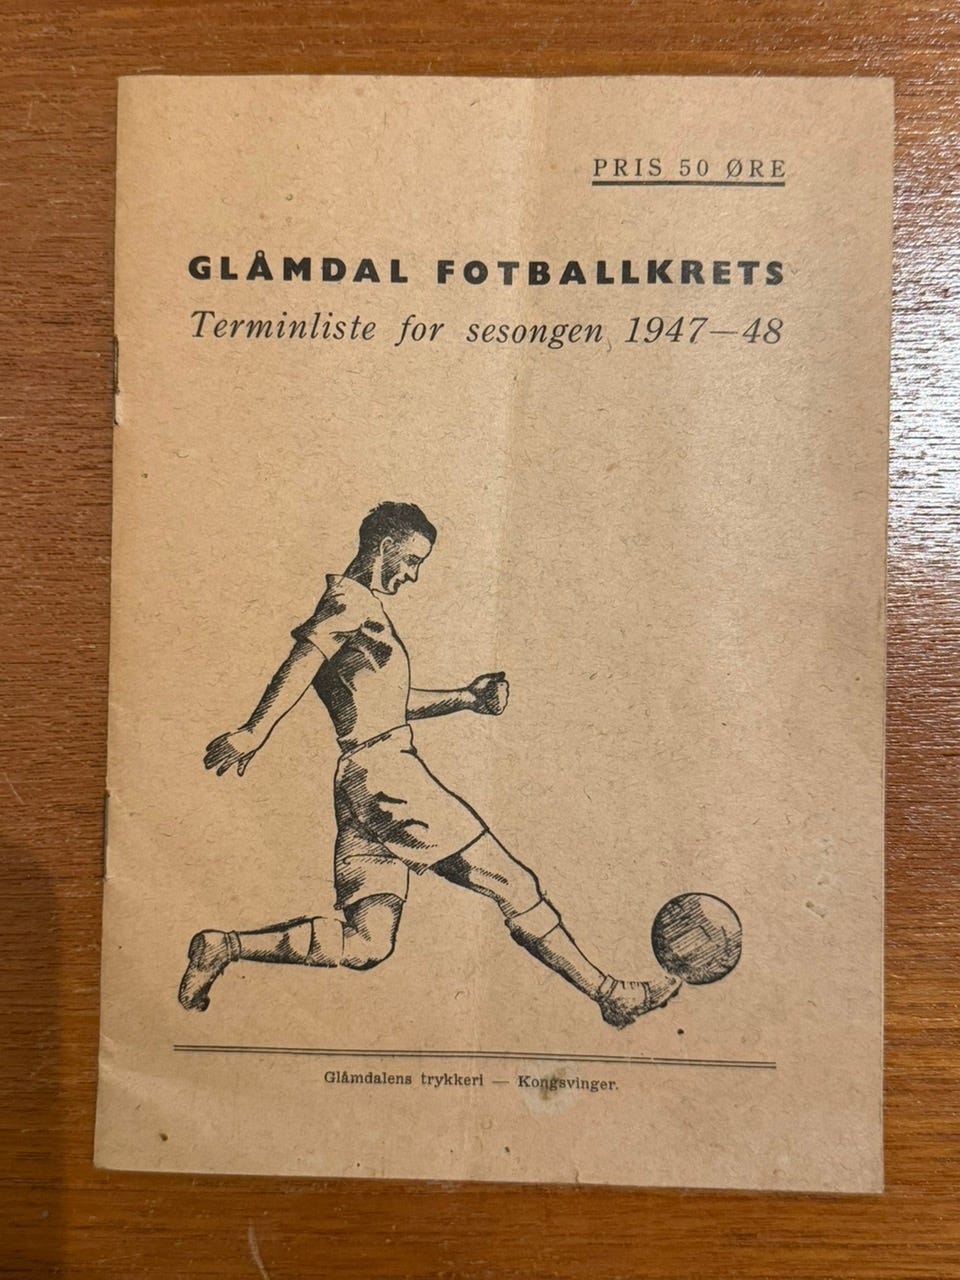 PRIS 50 ØRE
GLÅMDAL FOTBALLKRETS
Terminliste for sesongen 1947—48
Glåmdalens trykkeri — Kongsvinger.